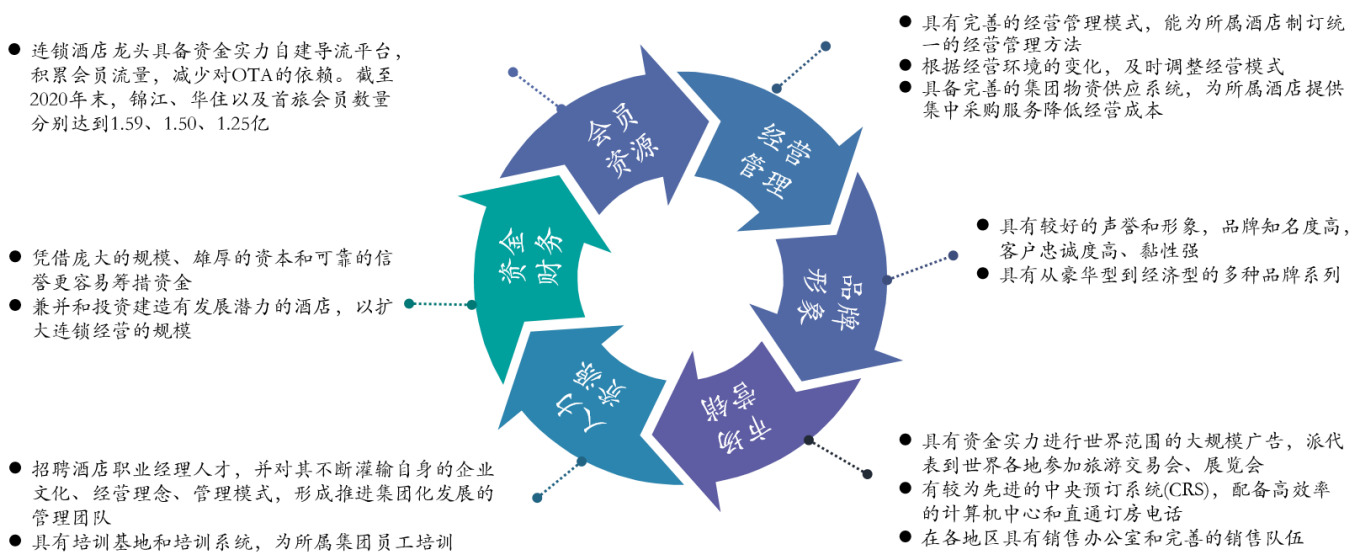 ● 连锁酒店龙头具备资金实力自建导流平台，
积累会员流量，减少对OTA的依赖。截至
2020年末，锦江、华住以及首旅会员数量
分别达到1.59、1.50、1.25亿
● 具有完善的经营管理模式，能为所属酒店制订统
一的经营管理方法
● 根据经营环境的变化，及时调整经营模式
● 具备完善的集团物资供应系统，为所属酒店提供
集中采购服务降低经营成本
会员
资源
经营
管理
● 凭借庞大的规模、雄厚的资本和可靠的信
誉更容易筹措资金
● 兼并和投资建造有发展潜力的酒店，以扩
大连锁经营的规模
资金
财务
品牌
形象
● 具有较好的声誉和形象，品牌知名度高，
客户忠诚度高、黏性强
● 具有从豪华型到经济型的多种品牌系列
人力
资源
市场
营销
● 招聘酒店职业经理人才，并对其不断灌输自身的企业
文化、经营理念、管理模式，形成推进集团化发展的
管理团队
● 具有培训基地和培训系统，为所属集团员工培训
● 具有资金实力进行世界范围的大规模广告，派代
表到世界各地参加旅游交易会、展览会
● 有较为先进的中央预订系统(CRS)，配备高效率
的计算机中心和直通订房电话
● 在各地区具有销售办公室和完善的销售队伍